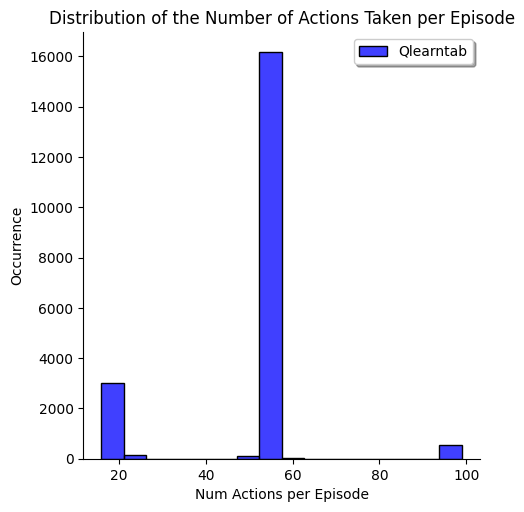 Distribution of the Number of Actions Taken per Episode
Qlearntab
16000
14000
12000
10000
8000
6000
4000
2000
0
Occurrence
20 40 60 80 100
Num Actions per Episode